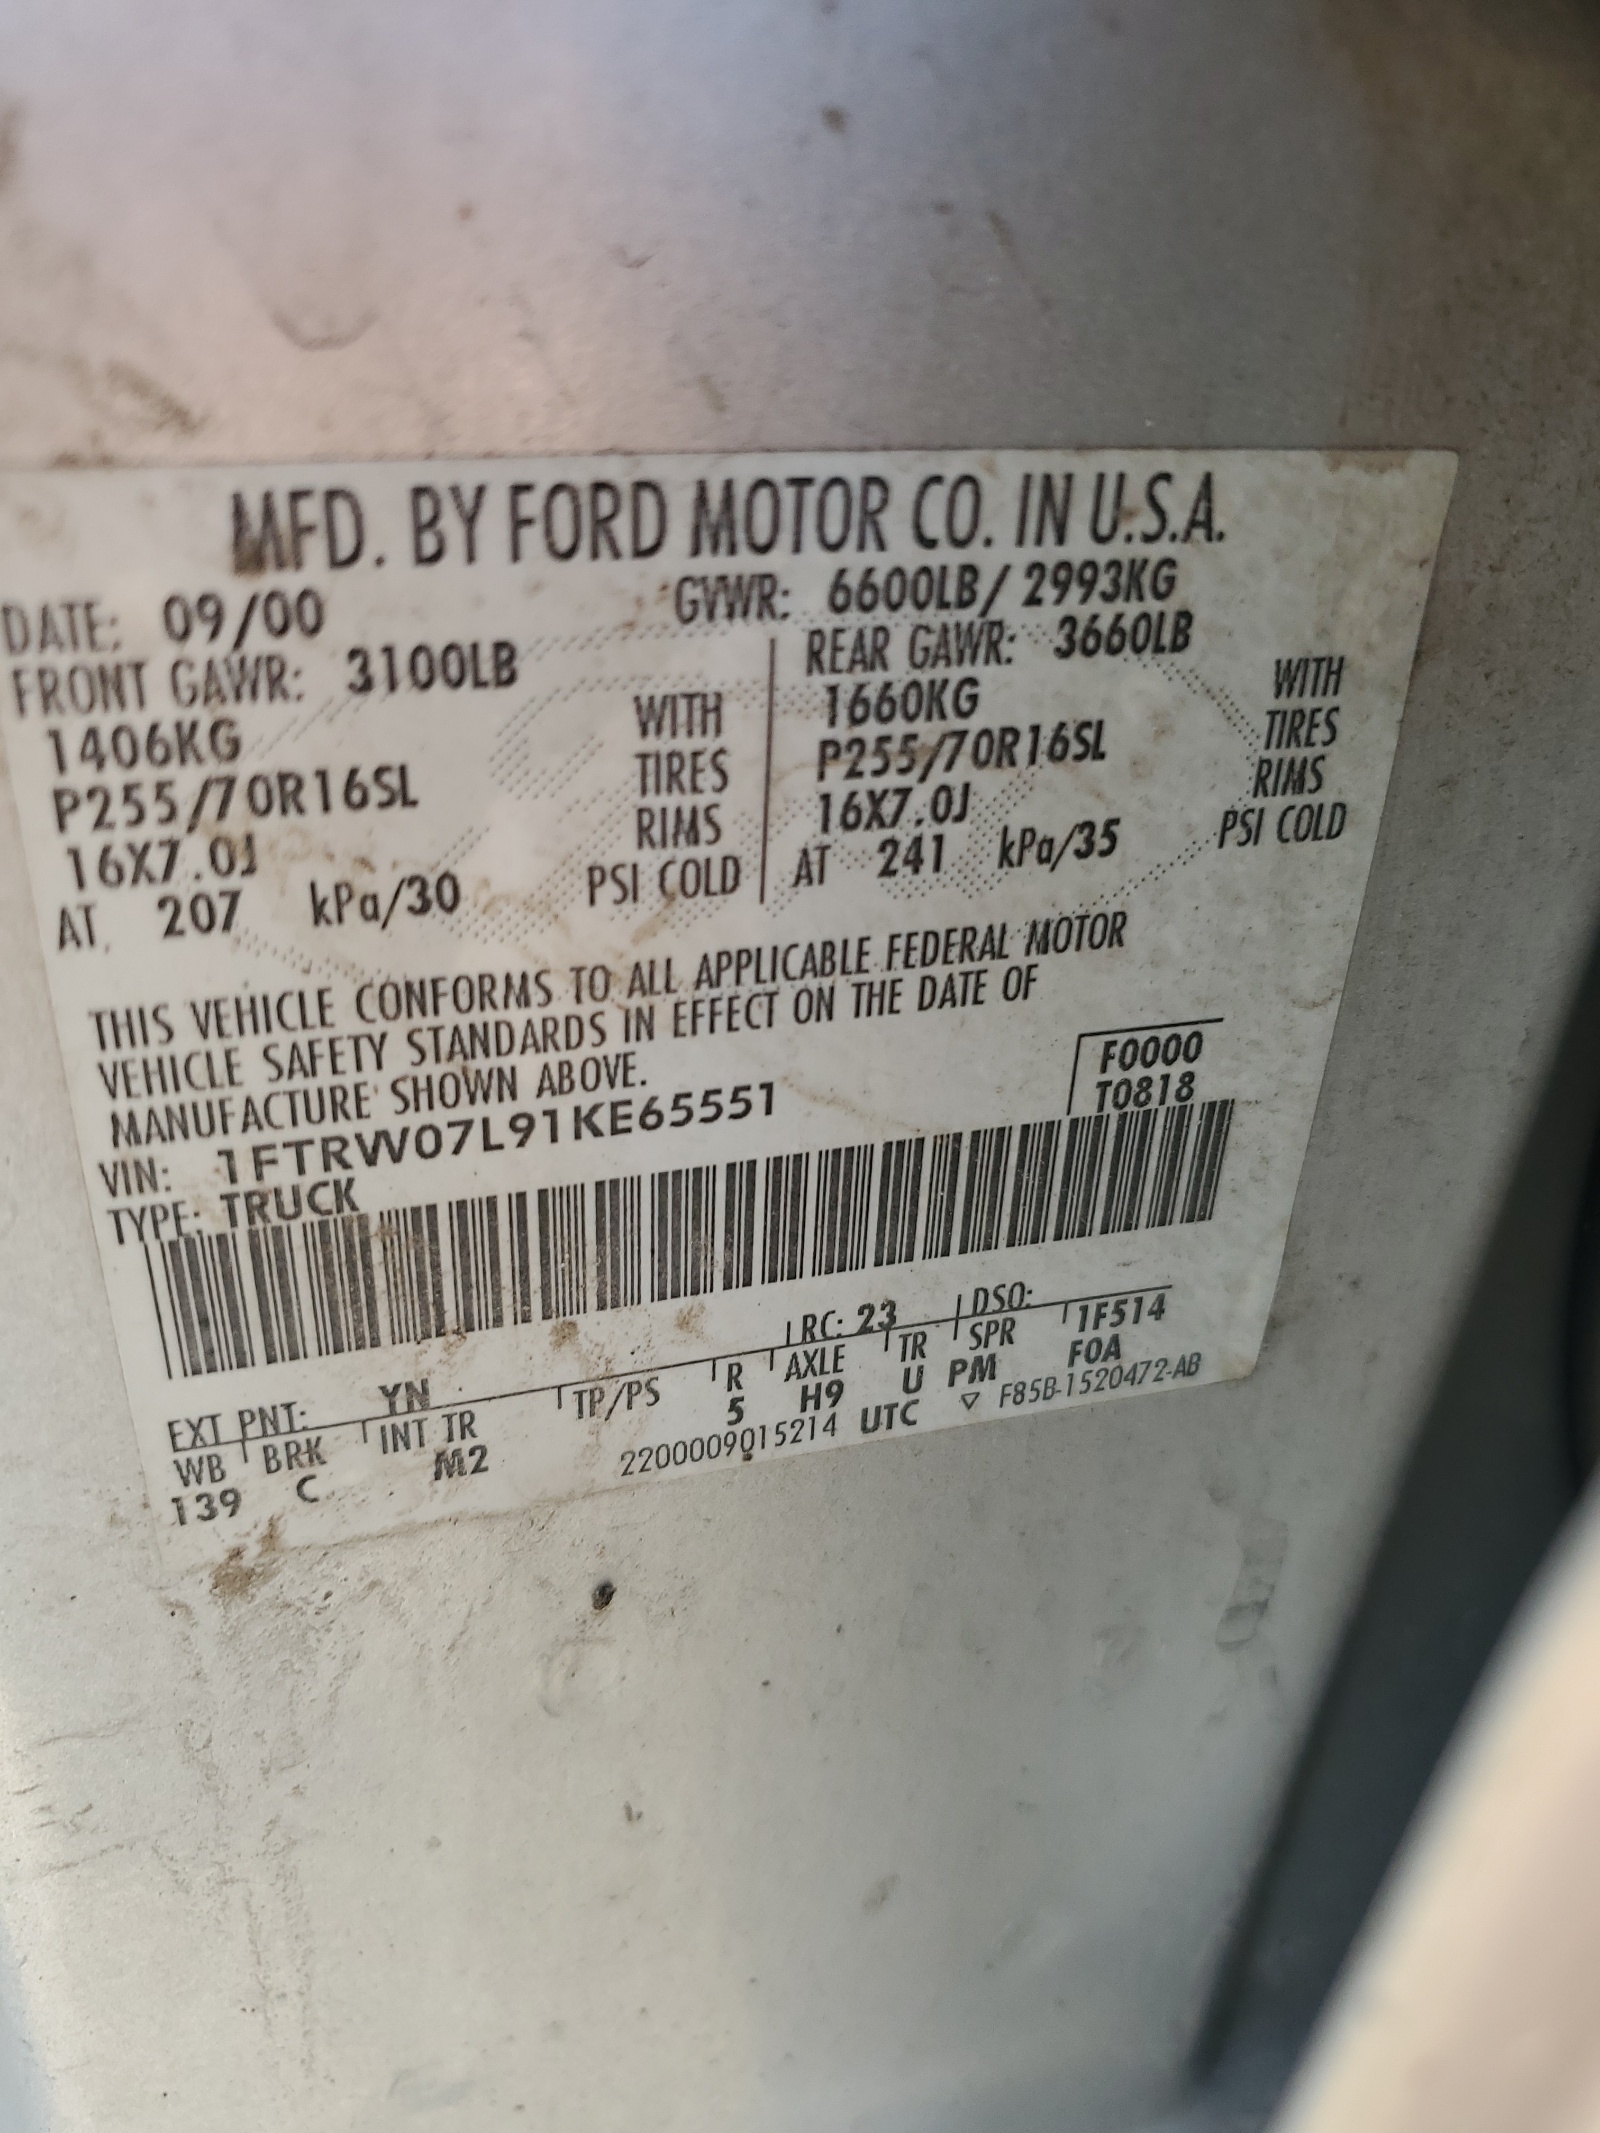 MFD. BY FORD MOTOR CO. IN U.S.A.
DATE: 09/00 GVWR: 6600LB/2993KG
FRONT GAWR: 3100LB REAR GAWR: 3660LB
1406KG WITH 1660KG WITH
P255/70R16SL TIRES P255/70R16SL TIRES
16X7.0J RIMS 16X7.0J RIMS
AT 207 kPa/30 PSI COLD AT 241 kPa/35 PSI COLD
THIS VEHICLE CONFORMS TO ALL APPLICABLE FEDERAL MOTOR
VEHICLE SAFETY STANDARDS IN EFFECT ON THE DATE OF
MANUFACTURE SHOWN ABOVE.
VIN: 1FTRW07L91KE65551 F0000
TYPE: TRUCK T0818
EXT PNT: YN RC: 23 DSO:
WB BRK INT TR TP/PS R AXLE TR SPR 1F514
139 C M2 5 H9 U PM F0A
2200009015214 UTC ▽ F85B-1520472-AB